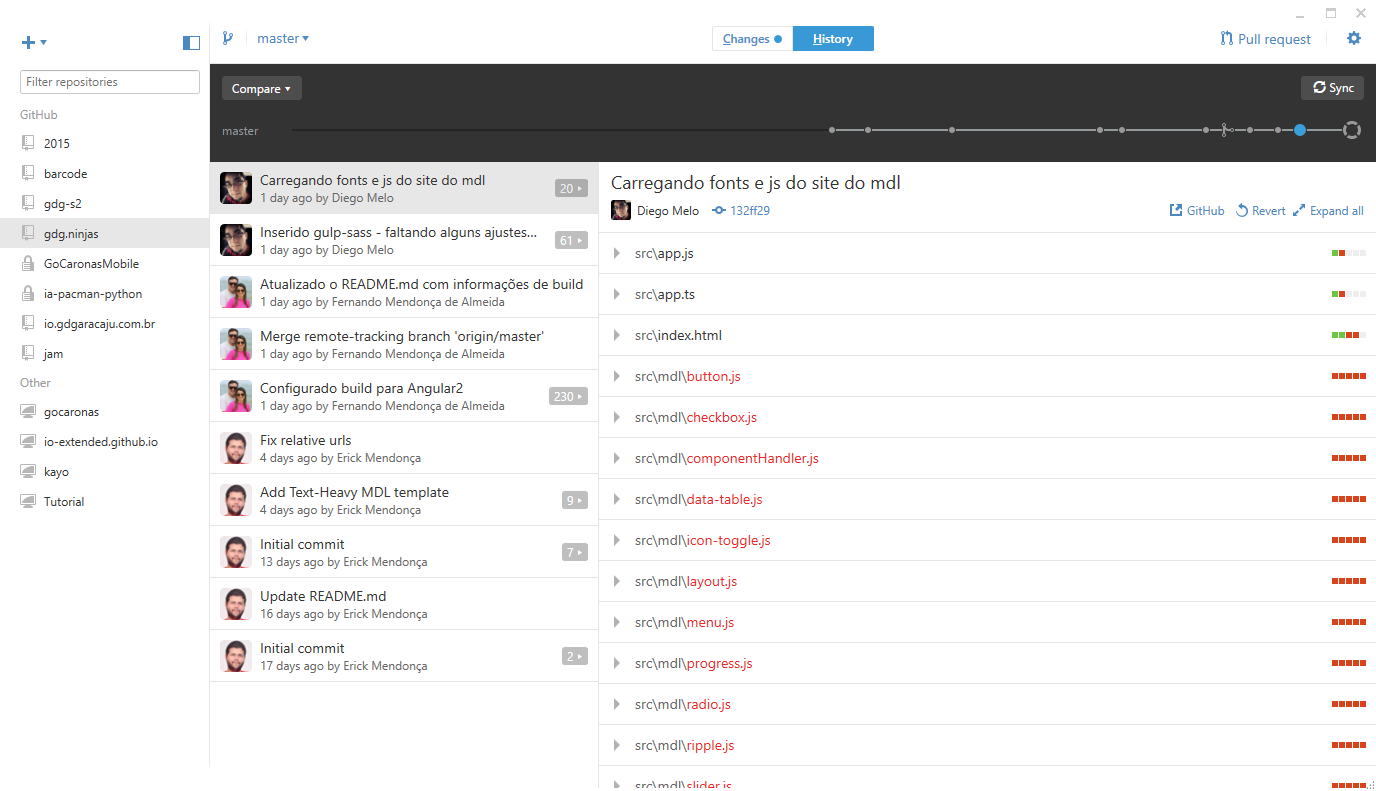 master
Changes
History
Pull request
Filter repositories
GitHub
2015
barcode
gdg-s2
gdg.ninjas
GoCaronasMobile
ia-pacman-python
io.gdgaracaju.com.br
jam
Other
gocaronas
io-extended.github.io
kayo
Tutorial
Compare
Sync
master
Carregando fonts e js do site do mdl
1 day ago by Diego Melo
20
Inserido gulp-sass - faltando alguns ajustes...
1 day ago by Diego Melo
61
Atualizado o README.md com informações de build
1 day ago by Fernando Mendonça de Almeida
Merge remote-tracking branch 'origin/master'
1 day ago by Fernando Mendonça de Almeida
Configurado build para Angular2
1 day ago by Fernando Mendonça de Almeida
230
Fix relative urls
4 days ago by Erick Mendonça
Add Text-Heavy MDL template
4 days ago by Erick Mendonça
9
Initial commit
13 days ago by Erick Mendonça
7
Update README.md
16 days ago by Erick Mendonça
Initial commit
17 days ago by Erick Mendonça
2
Carregando fonts e js do site do mdl
Diego Melo 132ff29
GitHub Revert Expand all
src\app.js
src\app.ts
src\index.html
src\mdl\button.js
src\mdl\checkbox.js
src\mdl\componentHandler.js
src\mdl\data-table.js
src\mdl\icon-toggle.js
src\mdl\layout.js
src\mdl\menu.js
src\mdl\progress.js
src\mdl\radio.js
src\mdl\ripple.js
src\mdl\slider.js